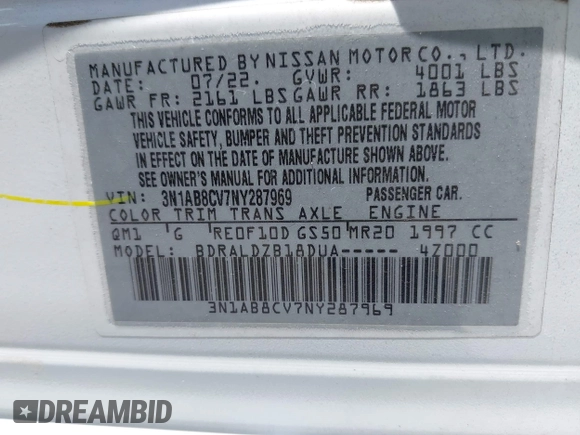 MANUFACTURED BY NISSAN MOTOR CO., LTD.
DATE: 07/22. GVWR: 4001 LBS
GAWR FR: 2161 LBS GAWR RR: 1863 LBS
THIS VEHICLE CONFORMS TO ALL APPLICABLE FEDERAL MOTOR
VEHICLE SAFETY, BUMPER AND THEFT PREVENTION STANDARDS
IN EFFECT ON THE DATE OF MANUFACTURE SHOWN ABOVE.
SEE OWNER'S MANUAL FOR ADDITIONAL INFORMATION.
VIN: 3N1AB8CV7NY287969 PASSENGER CAR.
COLOR TRIM TRANS AXLE ENGINE
QM1 G RE0F10D GS50 MR20 1997 CC
MODEL: BDRALDZB18DUA----- 4Z000
3N1AB8CV7NY287969
DREAMBID